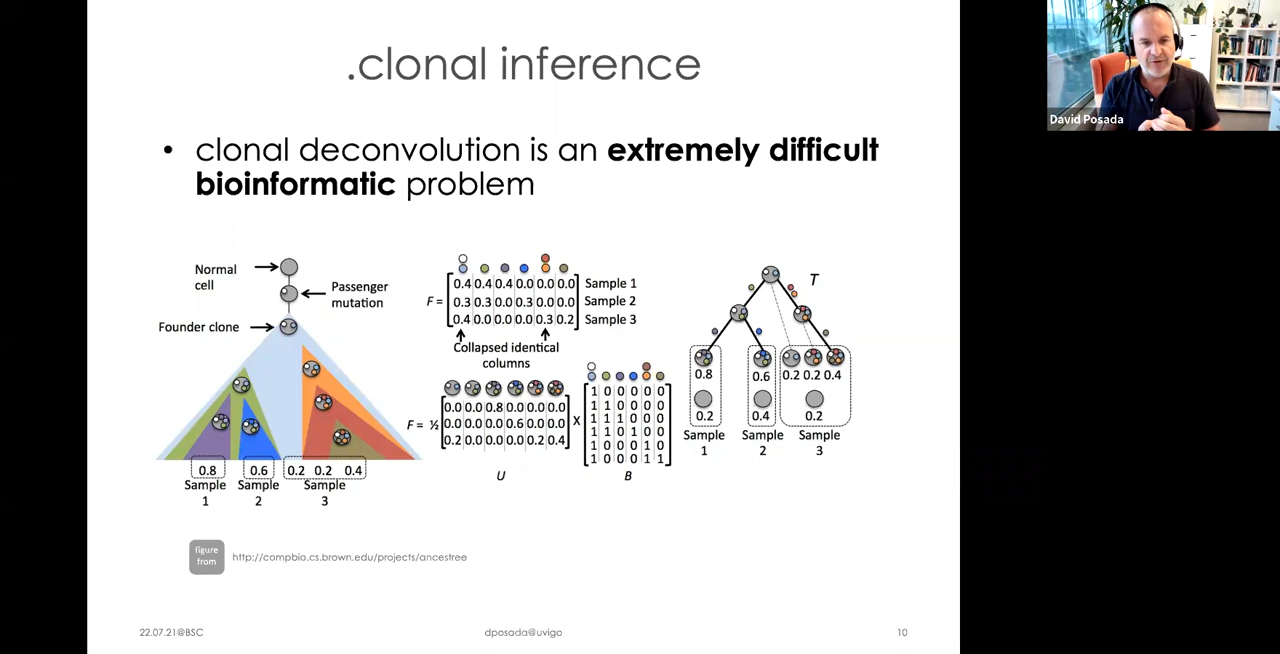 .clonal inference
David Posada
• clonal deconvolution is an extremely difficult
bioinformatic problem
Normal
cell
Passenger
mutation
Founder clone
0.8
0.6
0.2 0.2 0.4
Sample
1
Sample
2
Sample
3
F =
0.4 0.4 0.4 0.0 0.0 0.0
Sample 1
0.3 0.3 0.0 0.3 0.0 0.0
Sample 2
0.4 0.0 0.0 0.0 0.3 0.2
Sample 3
Collapsed identical
columns
F = ½
0.0 0.0 0.8 0.0 0.0 0.0
0.0 0.0 0.0 0.6 0.0 0.0
0.2 0.0 0.0 0.0 0.2 0.4
U
X
1 0 0 0 0 0
1 1 0 0 0 0
1 1 1 0 0 0
1 1 0 1 0 0
1 0 0 0 1 0
1 0 0 0 1 1
B
T
0.8
0.6
0.2 0.2 0.4
0.2
0.4
0.2
Sample
1
Sample
2
Sample
3
figure
from
http://compbio.cs.brown.edu/projects/ancestree
22.07.21@BSC
dposada@uvigo
10